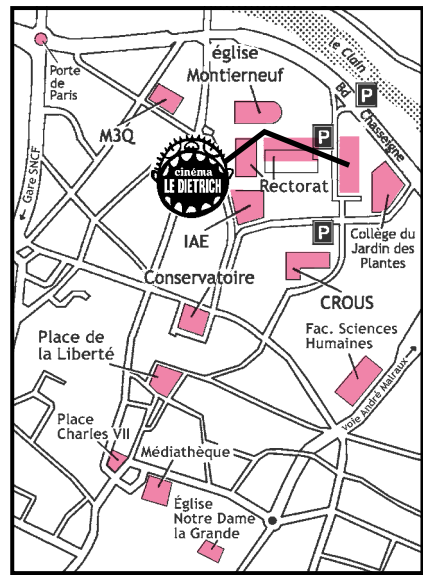 le Clain
église
Montierneuf
Bd
Chasseigne
P
Porte
de
Paris
M3Q
P
cinéma
LE DIETRICH
Rectorat
← Gare SNCF
IAE
P
Collège du
Jardin des
Plantes
Conservatoire
CROUS
Fac. Sciences
Humaines
Place de
la Liberté
voie André Malraux →
Place
Charles VII
Médiathèque
Église
Notre Dame
la Grande